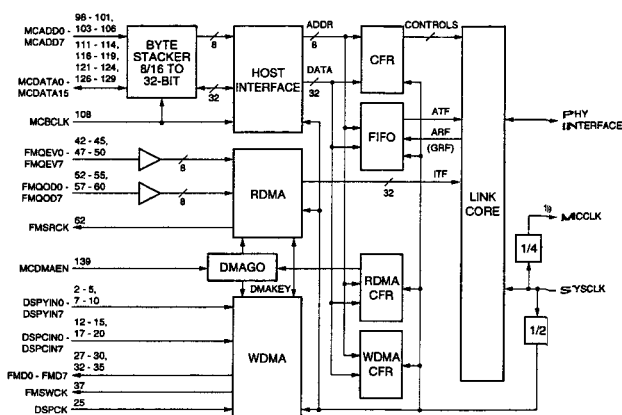 98 - 101,
MCADD0 - 103 - 106
MCADD7
111 - 114,
116 - 119,
121 - 124,
MCDATA0 - 126 - 129
MCDATA15
MCBCLK 108
BYTE
STACKER
8/16 TO
32-BIT
8
32
HOST
INTERFACE
ADDR
8
DATA
32
CFR
CONTROLS
FIFO
ATF
ARF
(GRF)
ITF
32
LINK
CORE
PHY
INTERFACE
MCCLK
1/4
SYSCLK
1/2
42 - 45,
FMQEV0 - 47 - 50
FMQEV7
8
52 - 55,
FMQOD0 - 57 - 60
FMQOD7
8
FMSRCK 62
RDMA
MCDMAEN 139
DMAGO
DMAKEY
RDMA
CFR
WDMA
CFR
2 - 5,
DSPYIN0 - 7 - 10
DSPYIN7
12 - 15,
DSPCIN0 - 17 - 20
DSPCIN7
27 - 30,
FMD0 - FMD7 32 - 35
FMSWCK 37
DSPCK 25
WDMA